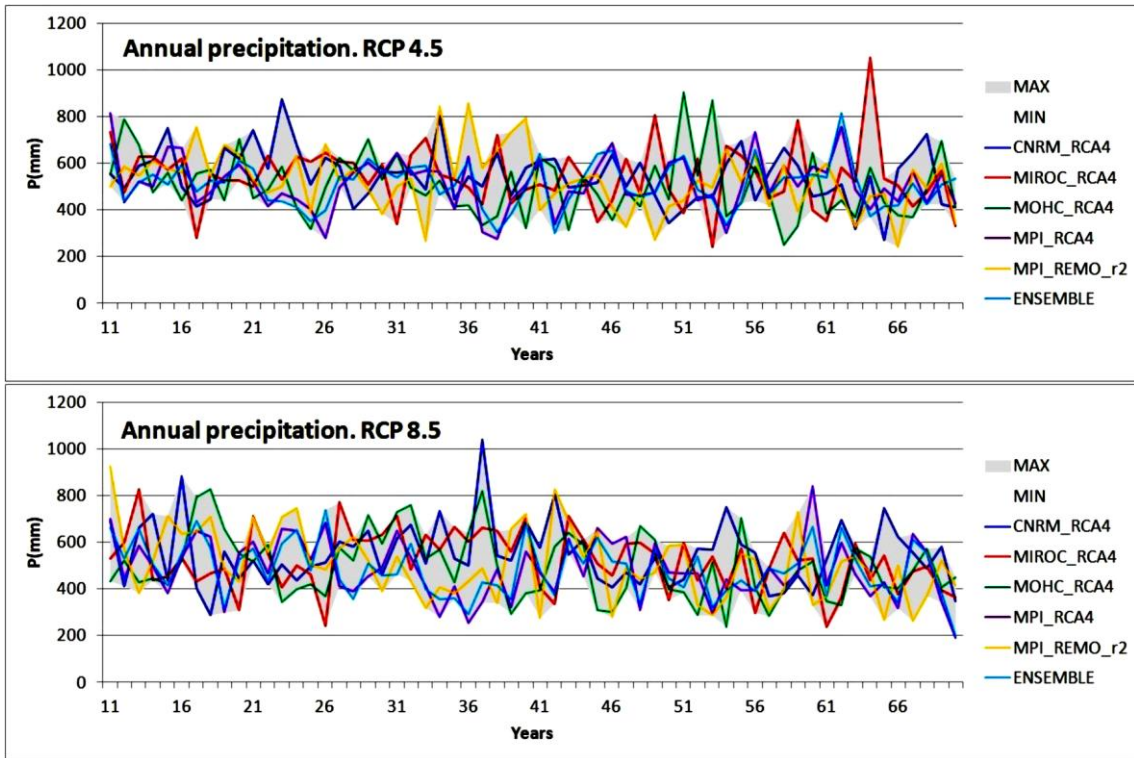 Annual precipitation. RCP 4.5
P(mm)
1200
1000
800
600
400
200
0
11 16 21 26 31 36 41 46 51 56 61 66
Years
MAX
MIN
CNRM_RCA4
MIROC_RCA4
MOHC_RCA4
MPI_RCA4
MPI_REMO_r2
ENSEMBLE
Annual precipitation. RCP 8.5
P(mm)
1200
1000
800
600
400
200
0
11 16 21 26 31 36 41 46 51 56 61 66
Years
MAX
MIN
CNRM_RCA4
MIROC_RCA4
MOHC_RCA4
MPI_RCA4
MPI_REMO_r2
ENSEMBLE